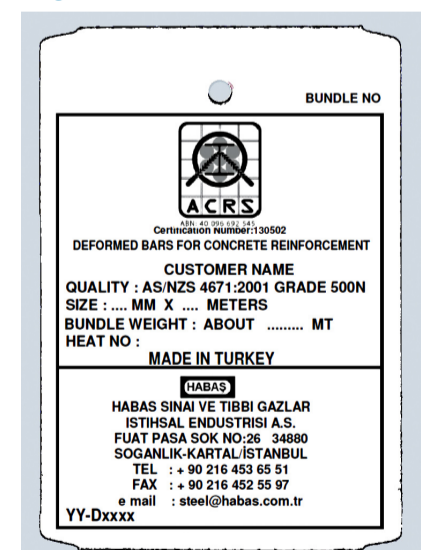 BUNDLE NO
ACRS
ABN: 40 096 692 545
Certification Number:130502
DEFORMED BARS FOR CONCRETE REINFORCEMENT
CUSTOMER NAME
QUALITY : AS/NZS 4671:2001 GRADE 500N
SIZE : .... MM X .... METERS
BUNDLE WEIGHT : ABOUT ......... MT
HEAT NO :
MADE IN TURKEY
HABAŞ
HABAS SINAI VE TIBBI GAZLAR
ISTIHSAL ENDUSTRISI A.S.
FUAT PASA SOK NO:26 34880
SOGANLIK-KARTAL/İSTANBUL
TEL : + 90 216 453 65 51
FAX : + 90 216 452 55 97
e mail : steel@habas.com.tr
YY-Dxxxx